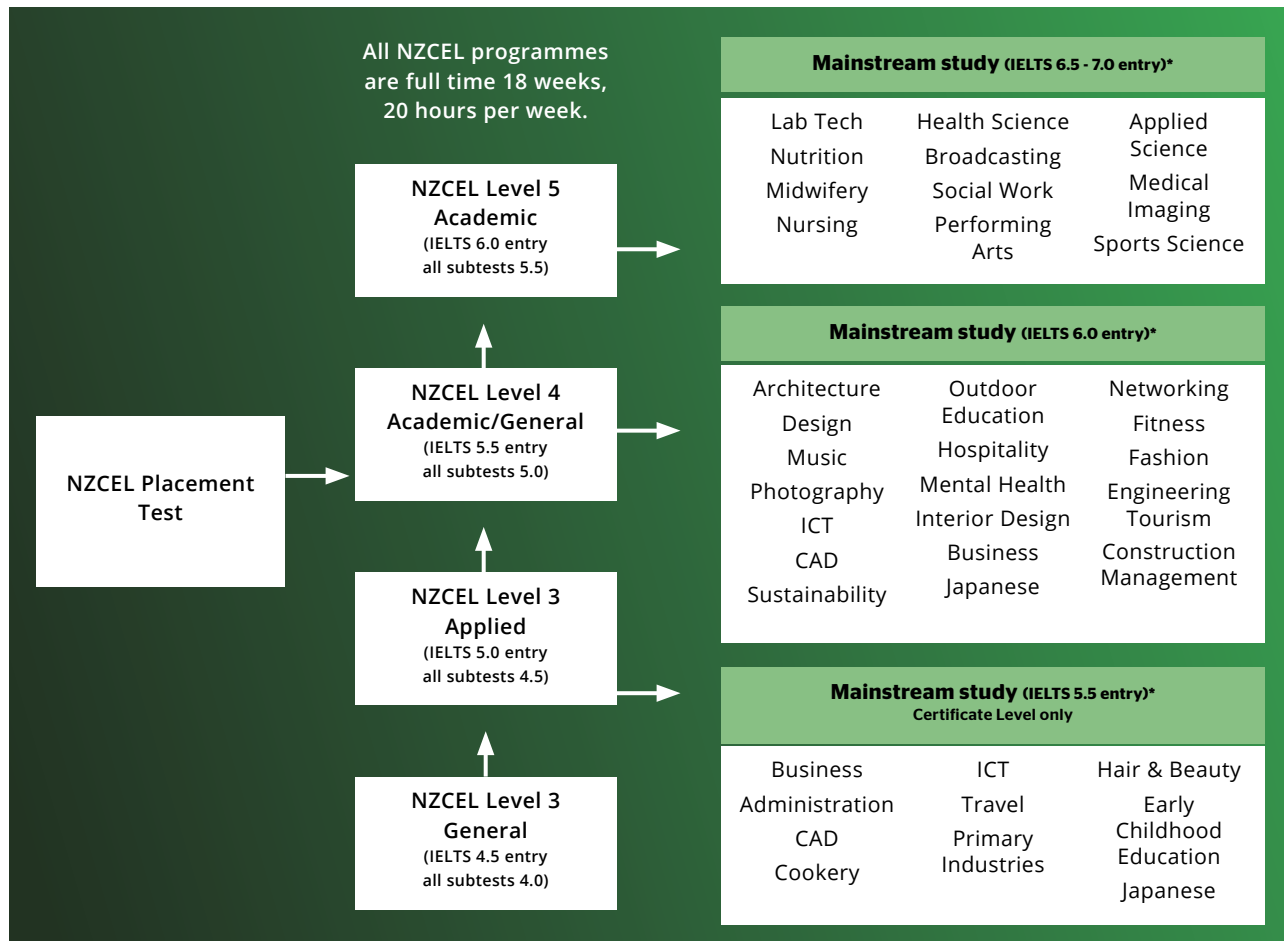 All NZCEL programmes
are full time 18 weeks,
20 hours per week.
NZCEL Placement
Test
NZCEL Level 5
Academic
(IELTS 6.0 entry
all subtests 5.5)
NZCEL Level 4
Academic/General
(IELTS 5.5 entry
all subtests 5.0)
NZCEL Level 3
Applied
(IELTS 5.0 entry
all subtests 4.5)
NZCEL Level 3
General
(IELTS 4.5 entry
all subtests 4.0)
Mainstream study (IELTS 6.5 - 7.0 entry)*
Lab Tech
Nutrition
Midwifery
Nursing
Health Science
Broadcasting
Social Work
Performing
Arts
Applied
Science
Medical
Imaging
Sports Science
Mainstream study (IELTS 6.0 entry)*
Architecture
Design
Music
Photography
ICT
CAD
Sustainability
Outdoor
Education
Hospitality
Mental Health
Interior Design
Business
Japanese
Networking
Fitness
Fashion
Engineering
Tourism
Construction
Management
Mainstream study (IELTS 5.5 entry)*
Certificate Level only
Business
Administration
CAD
Cookery
ICT
Travel
Primary
Industries
Hair & Beauty
Early
Childhood
Education
Japanese